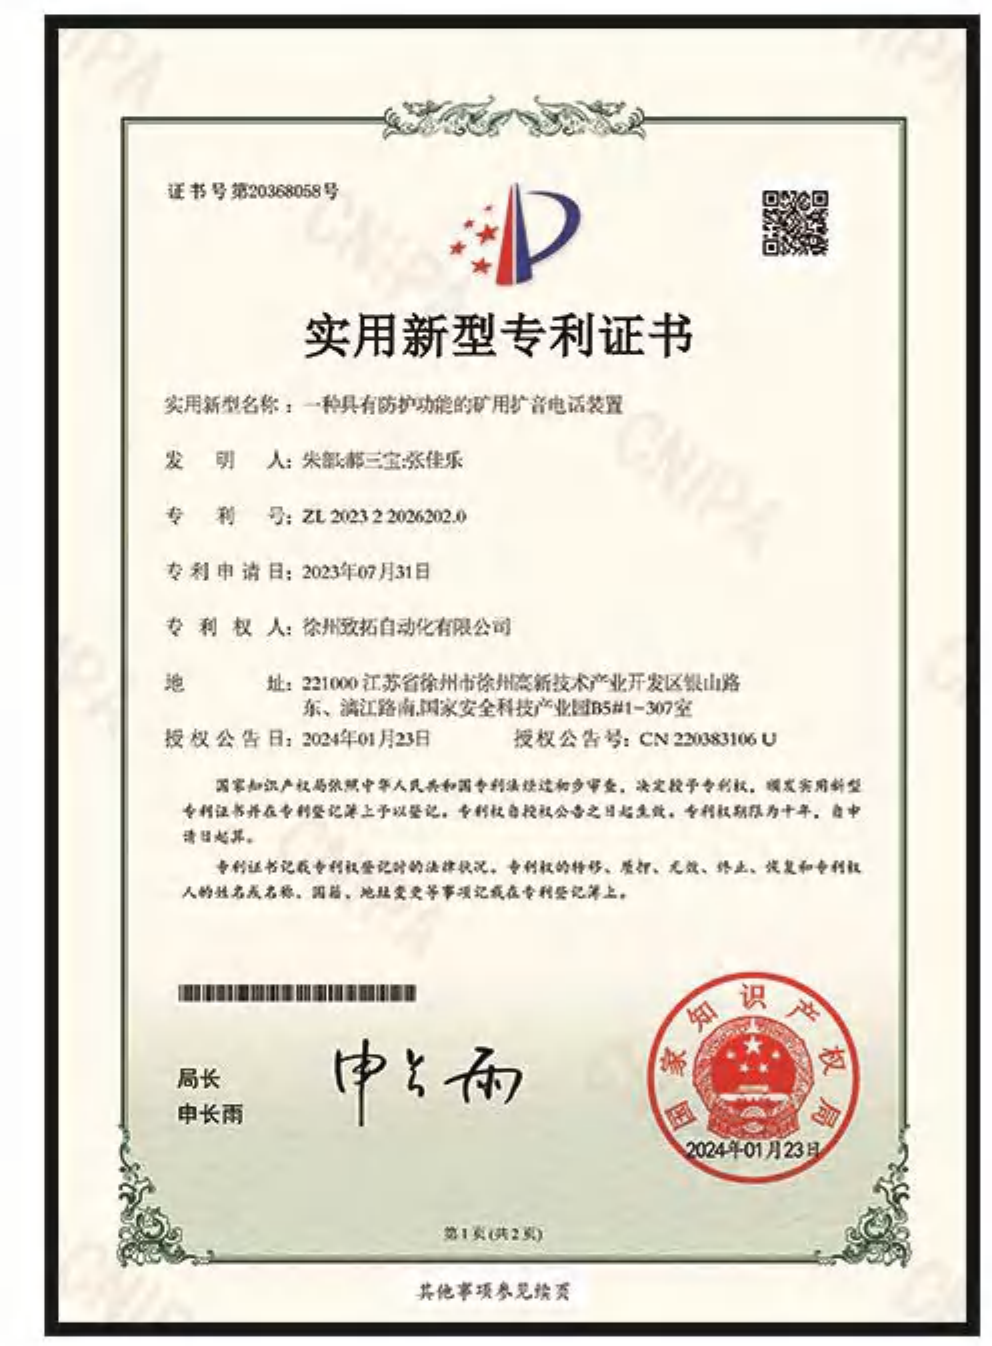 证书号第20368058号
实用新型专利证书
实用新型名称：一种具有防护功能的矿用扩音电话装置
发明人：朱部;郝三宝;张佳乐
专利号：ZL 2023 2 2026202.0
专利申请日：2023年07月31日
专利权人：徐州致拓自动化有限公司
地址：221000 江苏省徐州市徐州高新技术产业开发区银山路
东、漓江路南,国家安全科技产业园B5#1-307室
授权公告日：2024年01月23日 授权公告号：CN 220383106 U
国家知识产权局依照中华人民共和国专利法经过初步审查，决定授予专利权，颁发实用新型
专利证书并在专利登记簿上予以登记。专利权自授权公告之日起生效。专利权期限为十年，自申
请日起算。
专利证书记载专利权登记时的法律状况。专利权的转移、质押、无效、终止、恢复和专利权
人的姓名或名称、国籍、地址变更等事项记载在专利登记簿上。
局长
申长雨
申长雨
国家知识产权局
2024年01月23日
第1页(共2页)
其他事项参见续页
CNIPA